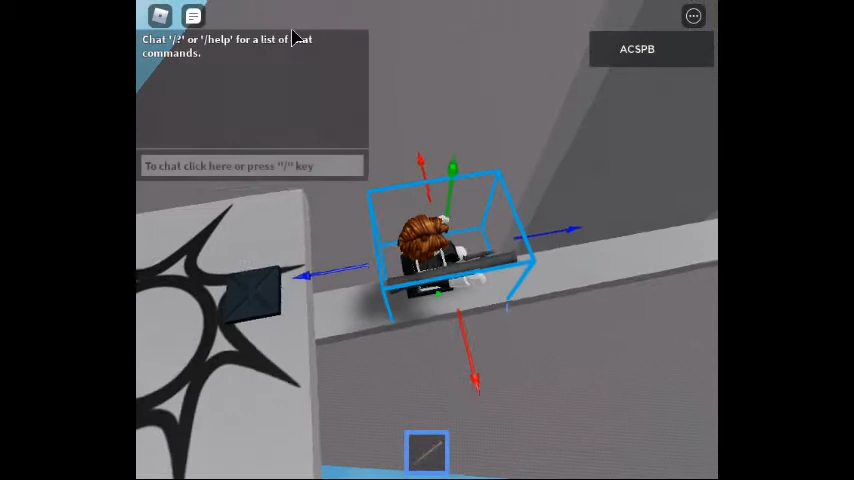 Chat '/?' or '/help' for a list of
commands.
ACSPB
To chat click here or press "/" key